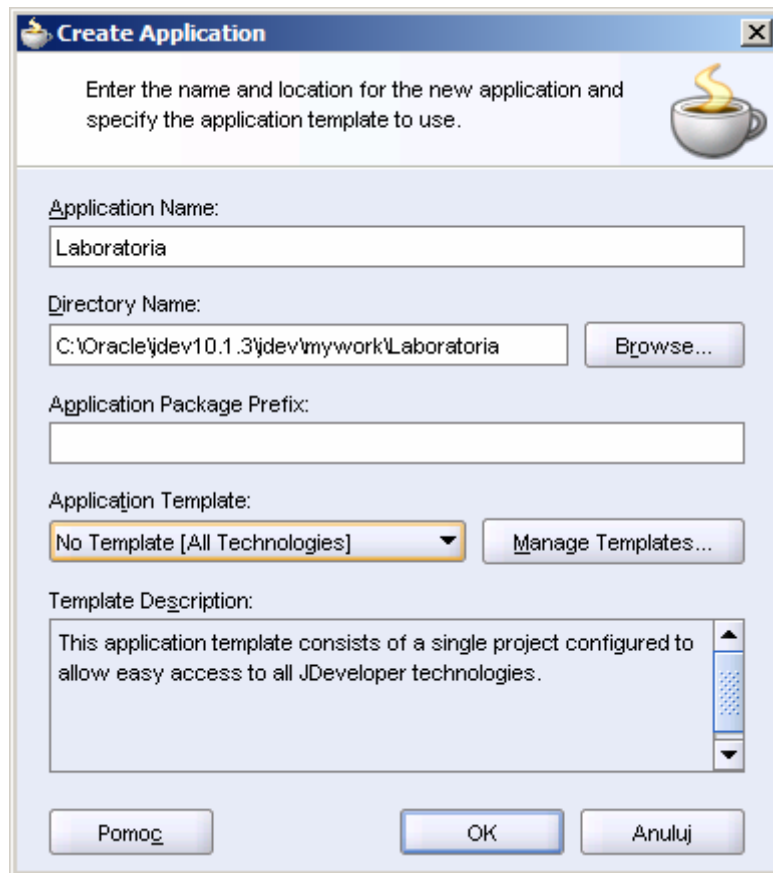 Create Application
Enter the name and location for the new application and
specify the application template to use.
Application Name:
Laboratoria
Directory Name:
C:\Oracle\jdev10.1.3\jdev\mywork\Laboratoria
Browse...
Application Package Prefix:
Application Template:
No Template [All Technologies]
Manage Templates...
Template Description:
This application template consists of a single project configured to
allow easy access to all JDeveloper technologies.
Pomoc
OK
Anuluj